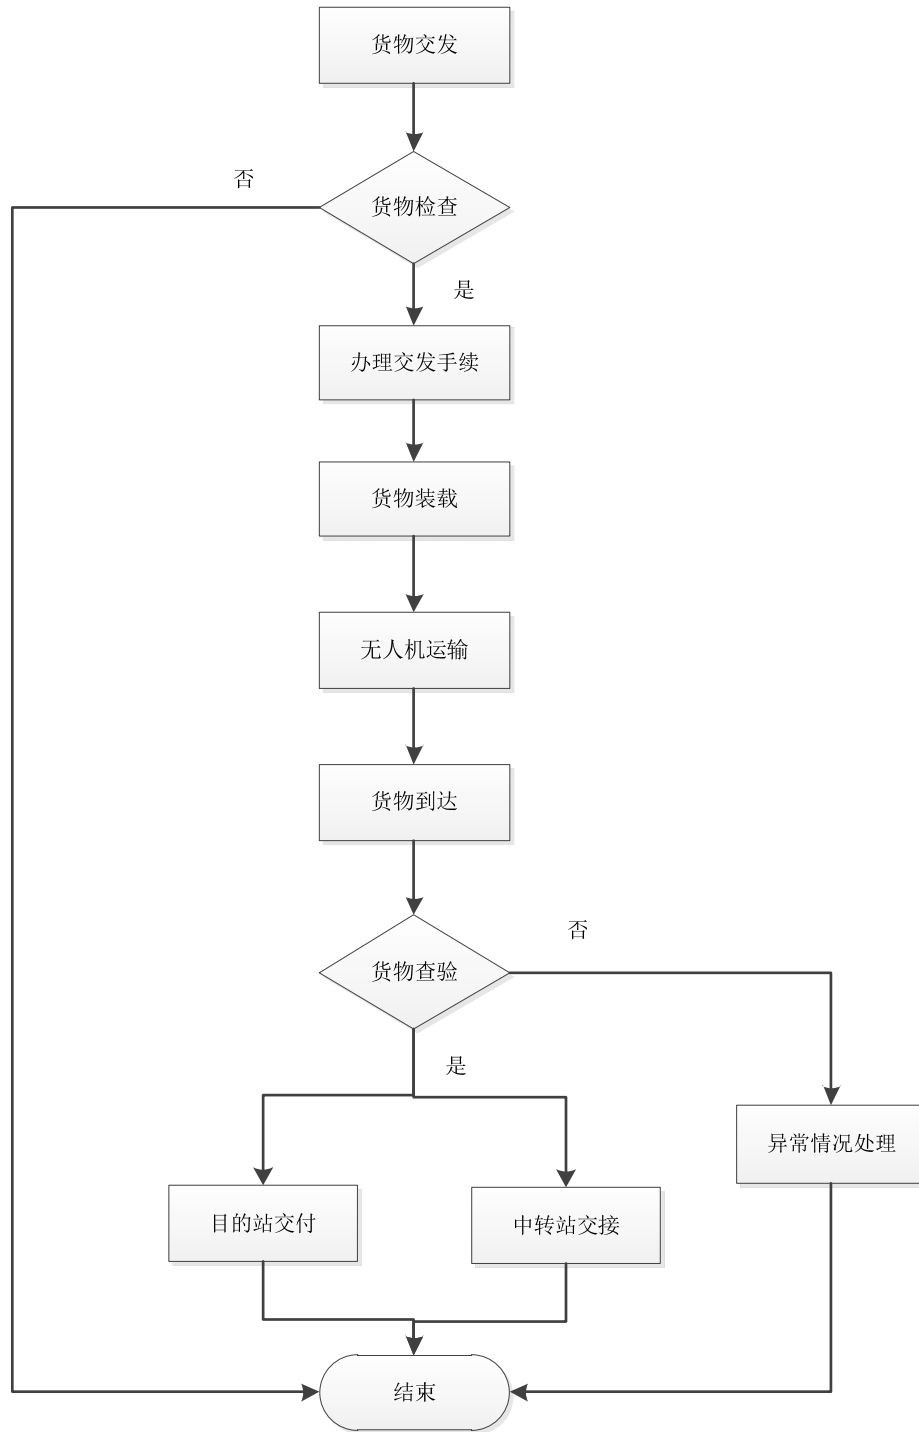 货物交发
否
货物检查
是
办理交发手续
货物装载
无人机运输
货物到达
否
货物查验
是
异常情况处理
目的站交付
中转站交接
结束